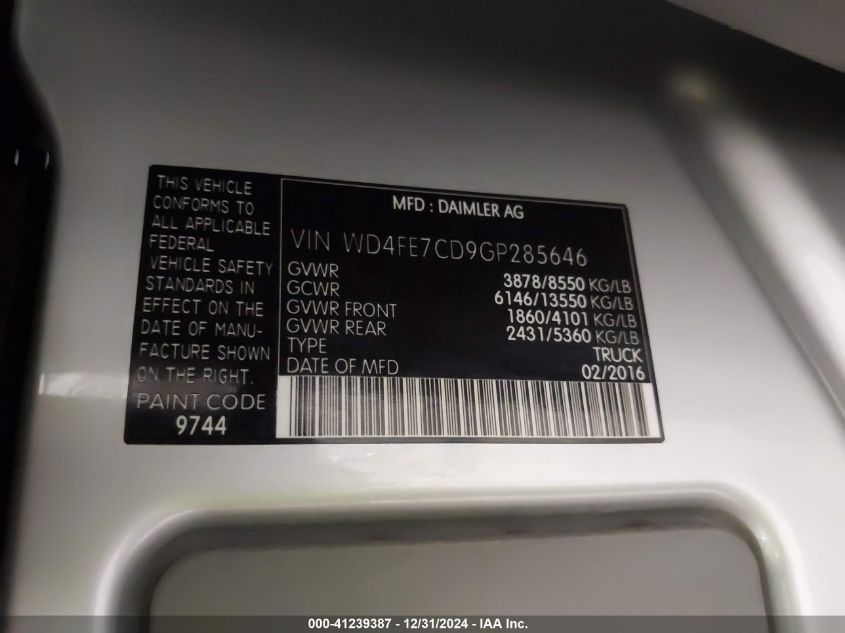 THIS VEHICLE
CONFORMS TO
ALL APPLICABLE
FEDERAL
VEHICLE SAFETY
STANDARDS IN
EFFECT ON THE
DATE OF MANU-
FACTURE SHOWN
ON THE RIGHT.
PAINT CODE
9744
MFD : DAIMLER AG
VIN WD4FE7CD9GP285646
GVWR 3878/8550 KG/LB
GCWR 6146/13550 KG/LB
GVWR FRONT 1860/4101 KG/LB
GVWR REAR 2431/5360 KG/LB
TYPE TRUCK
DATE OF MFD 02/2016
000-41239387 - 12/31/2024 - IAA Inc.